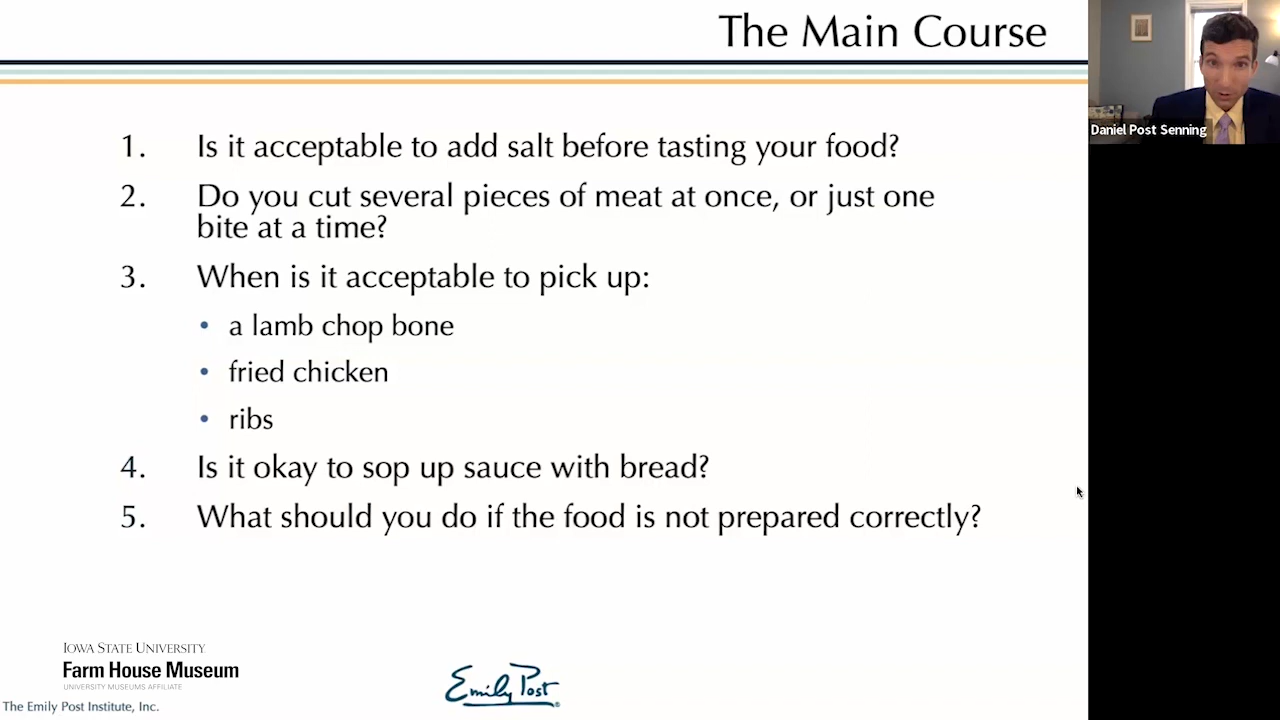 The Main Course
Daniel Post Senning
1. Is it acceptable to add salt before tasting your food?
2. Do you cut several pieces of meat at once, or just one
bite at a time?
3. When is it acceptable to pick up:
• a lamb chop bone
• fried chicken
• ribs
4. Is it okay to sop up sauce with bread?
5. What should you do if the food is not prepared correctly?
IOWA STATE UNIVERSITY
Farm House Museum
UNIVERSITY MUSEUMS AFFILIATE
Emily Post®
The Emily Post Institute, Inc.